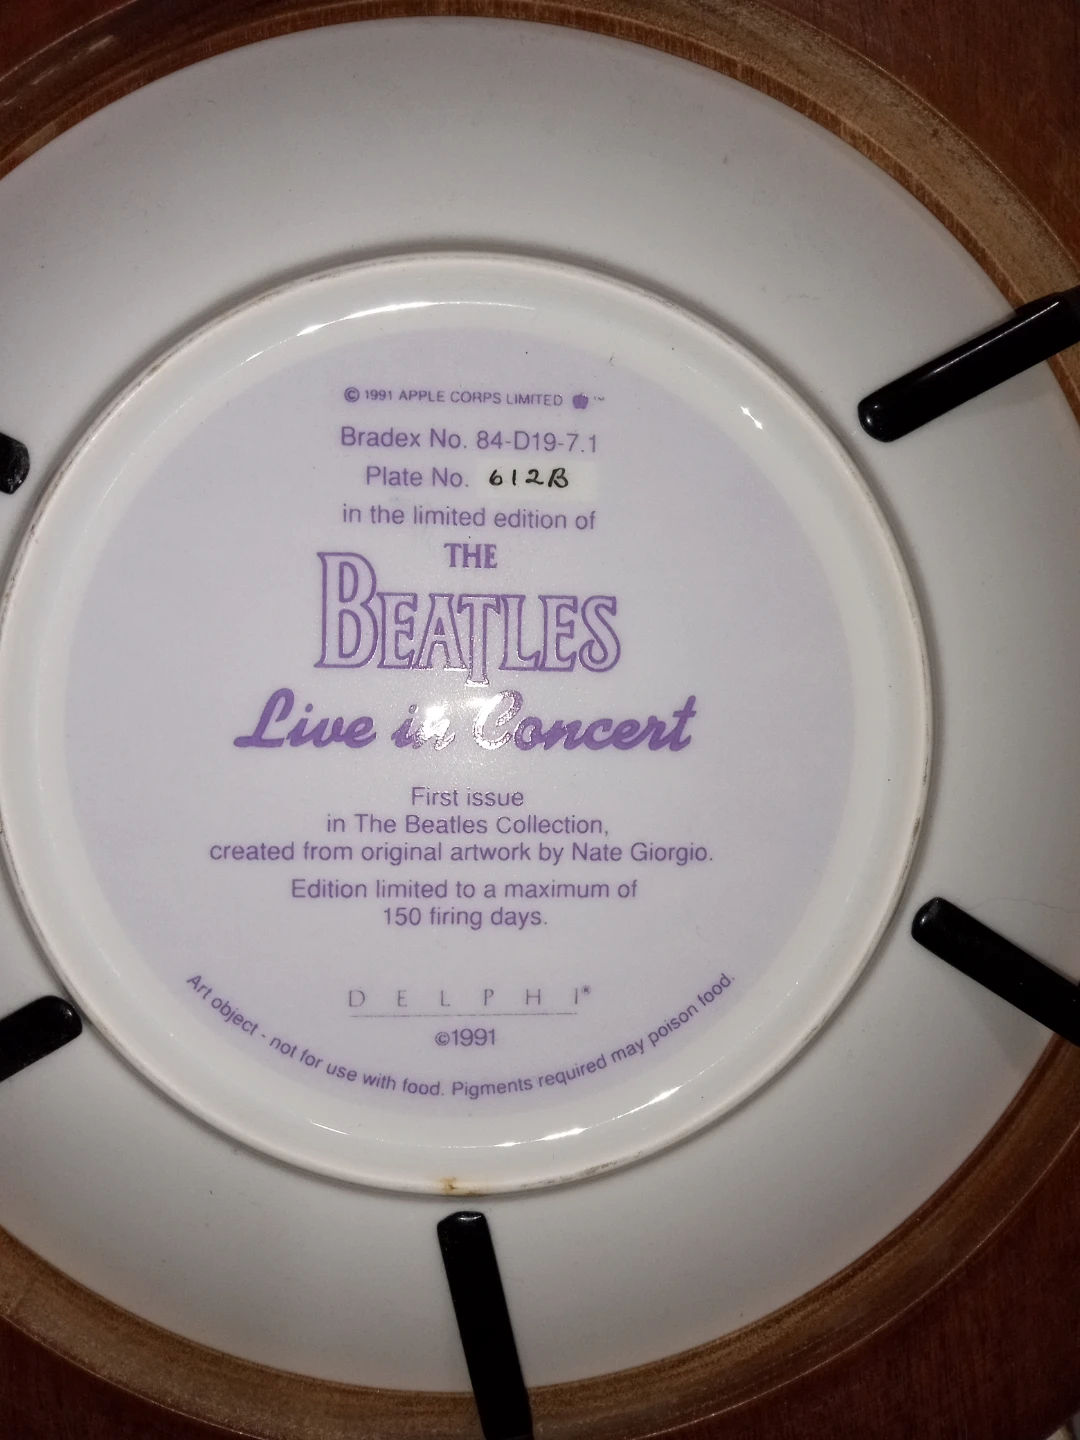 © 1991 APPLE CORPS LIMITED ™
Bradex No. 84-D19-7.1
Plate No. 612B
in the limited edition of
THE
BEATLES
Live in Concert
First issue
in The Beatles Collection,
created from original artwork by Nate Giorgio.
Edition limited to a maximum of
150 firing days.
DELPHI®
©1991
Art object - not for use with food. Pigments required may poison food.